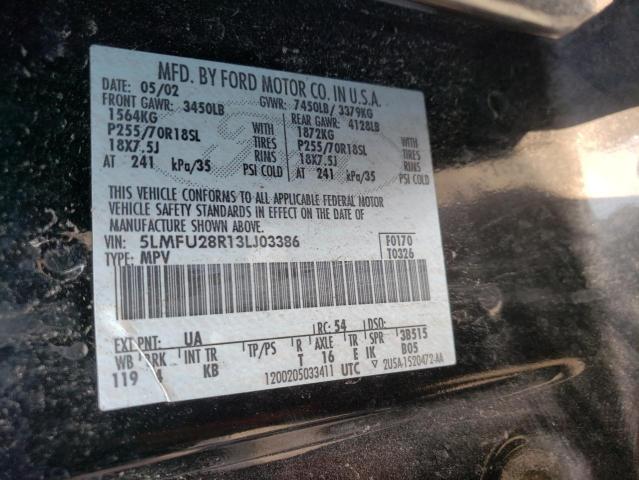 MFD. BY FORD MOTOR CO. IN U.S.A.
DATE: 05/02 GVWR: 7450LB/ 3379KG
FRONT GAWR: 3450LB REAR GAWR: 4128LB
1564KG WITH 1872KG WITH
P255/70R18SL TIRES P255/70R18SL TIRES
18X7.5J RIMS 18X7.5J RIMS
AT 241 kPa/35 PSI COLD AT 241 kPa/35 PSI COLD
THIS VEHICLE CONFORMS TO ALL APPLICABLE FEDERAL MOTOR
VEHICLE SAFETY STANDARDS IN EFFECT ON THE DATE OF
MANUFACTURE SHOWN ABOVE.
VIN: 5LMFU28R13LJ03386 F0170
TYPE: MPV T0326
EXT PNT: UA RC: 54 DSO:
WB BRK INT TR TP/PS R AXLE TR SPR 3B515
119 4 KB T 16 E IK B05
1200205033411 UTC ▽ 2U5A-1520472-AA